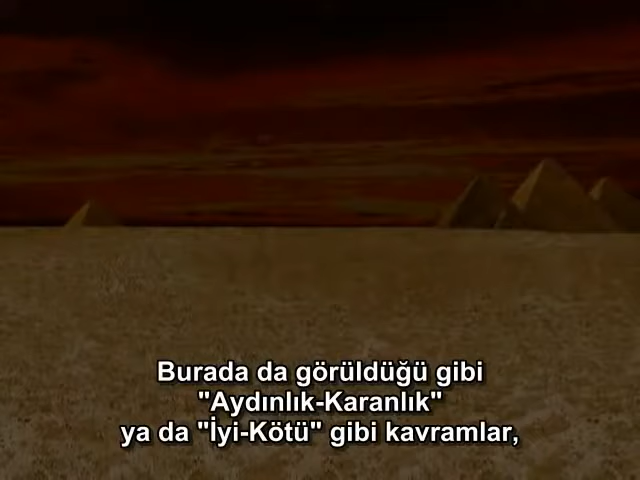 Burada da görüldüğü gibi
"Aydınlık-Karanlık"
ya da "İyi-Kötü" gibi kavramlar,